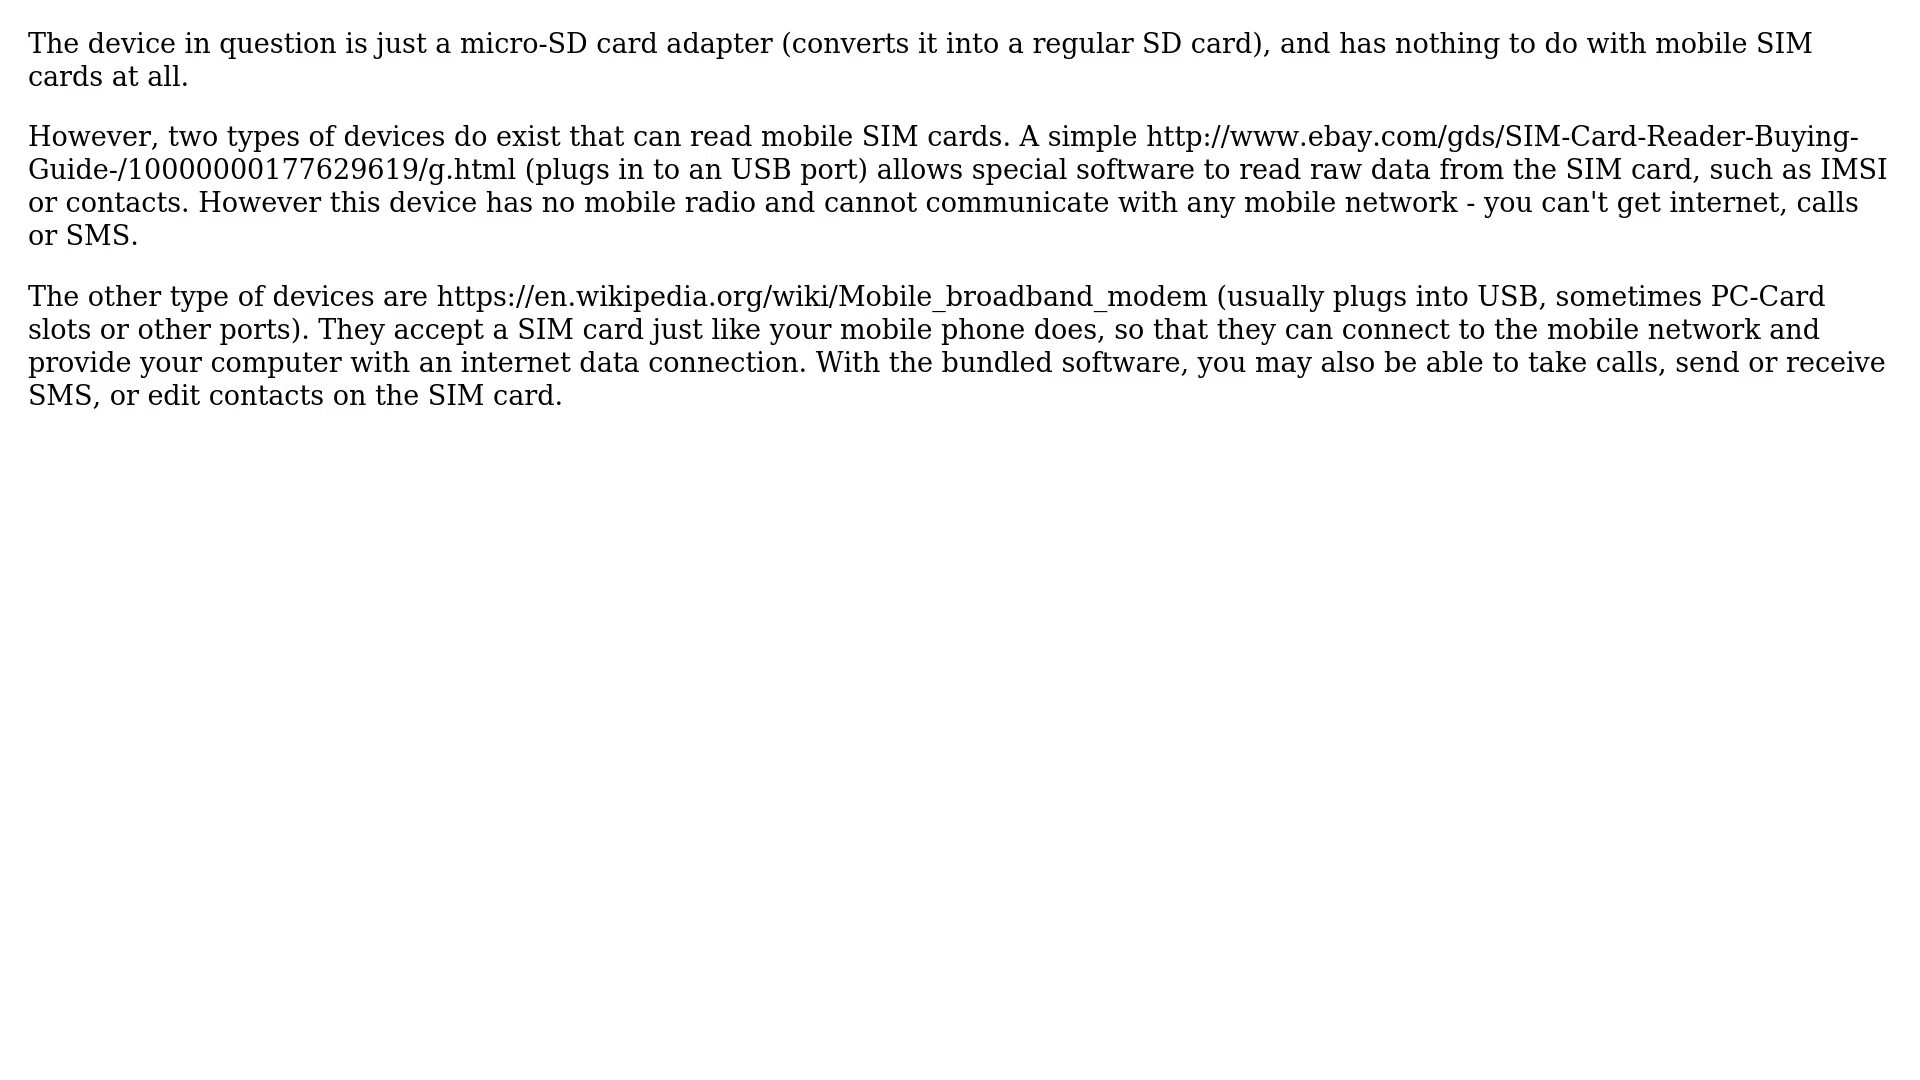 The device in question is just a micro-SD card adapter (converts it into a regular SD card), and has nothing to do with mobile SIM
cards at all.
However, two types of devices do exist that can read mobile SIM cards. A simple http://www.ebay.com/gds/SIM-Card-Reader-Buying-
Guide-/10000000177629619/g.html (plugs in to an USB port) allows special software to read raw data from the SIM card, such as IMSI
or contacts. However this device has no mobile radio and cannot communicate with any mobile network - you can't get internet, calls
or SMS.
The other type of devices are https://en.wikipedia.org/wiki/Mobile_broadband_modem (usually plugs into USB, sometimes PC-Card
slots or other ports). They accept a SIM card just like your mobile phone does, so that they can connect to the mobile network and
provide your computer with an internet data connection. With the bundled software, you may also be able to take calls, send or receive
SMS, or edit contacts on the SIM card.